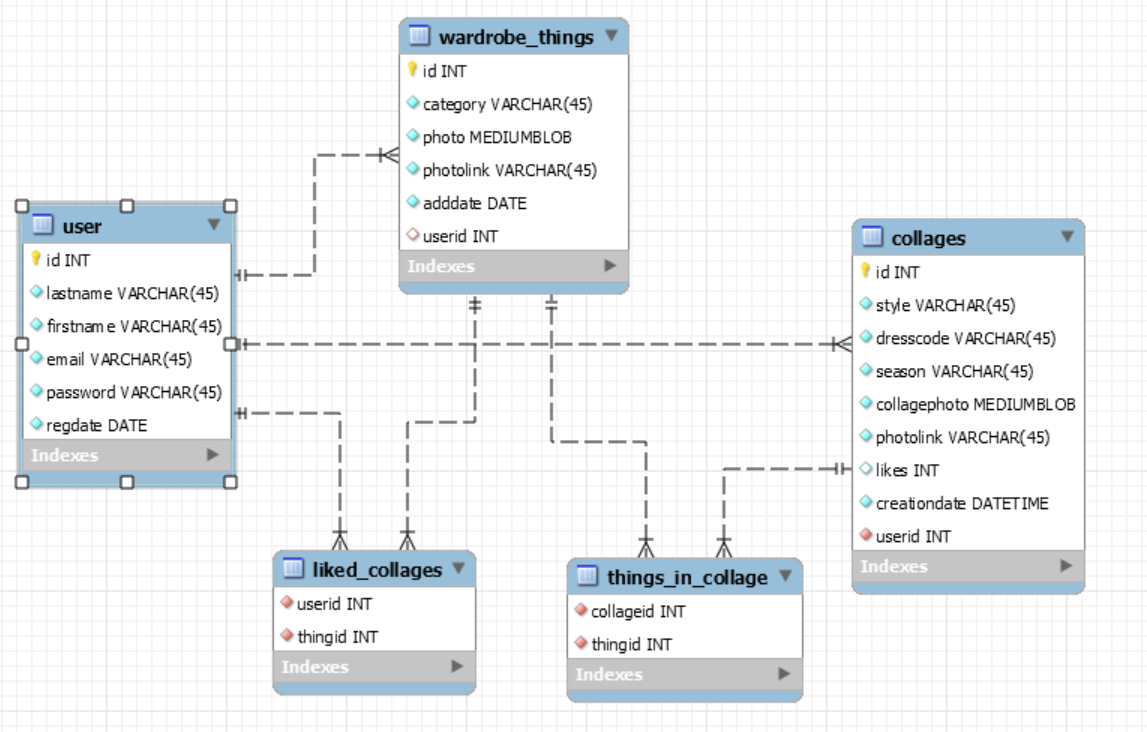 wardrobe_things
id INT
category VARCHAR(45)
photo MEDIUMBLOB
photolink VARCHAR(45)
adddate DATE
userid INT
Indexes
user
id INT
lastname VARCHAR(45)
firstname VARCHAR(45)
email VARCHAR(45)
password VARCHAR(45)
regdate DATE
Indexes
collages
id INT
style VARCHAR(45)
dresscode VARCHAR(45)
season VARCHAR(45)
collagephoto MEDIUMBLOB
photolink VARCHAR(45)
likes INT
creationdate DATETIME
userid INT
Indexes
liked_collages
userid INT
thingid INT
Indexes
things_in_collage
collageid INT
thingid INT
Indexes